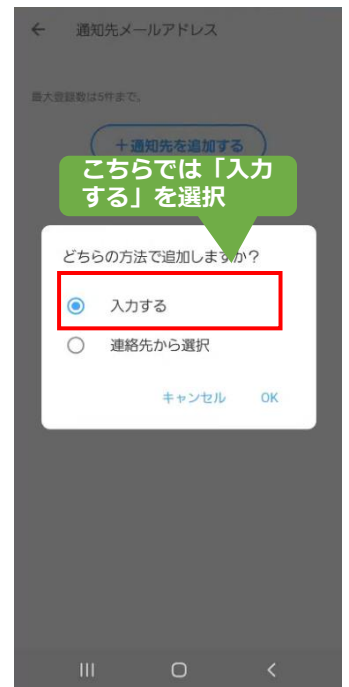 通知先メールアドレス
最大登録数は5件まで。
＋通知先を追加する
こちらでは「入力
する」を選択
どちらの方法で追加しますか？
入力する
連絡先から選択
キャンセル OK